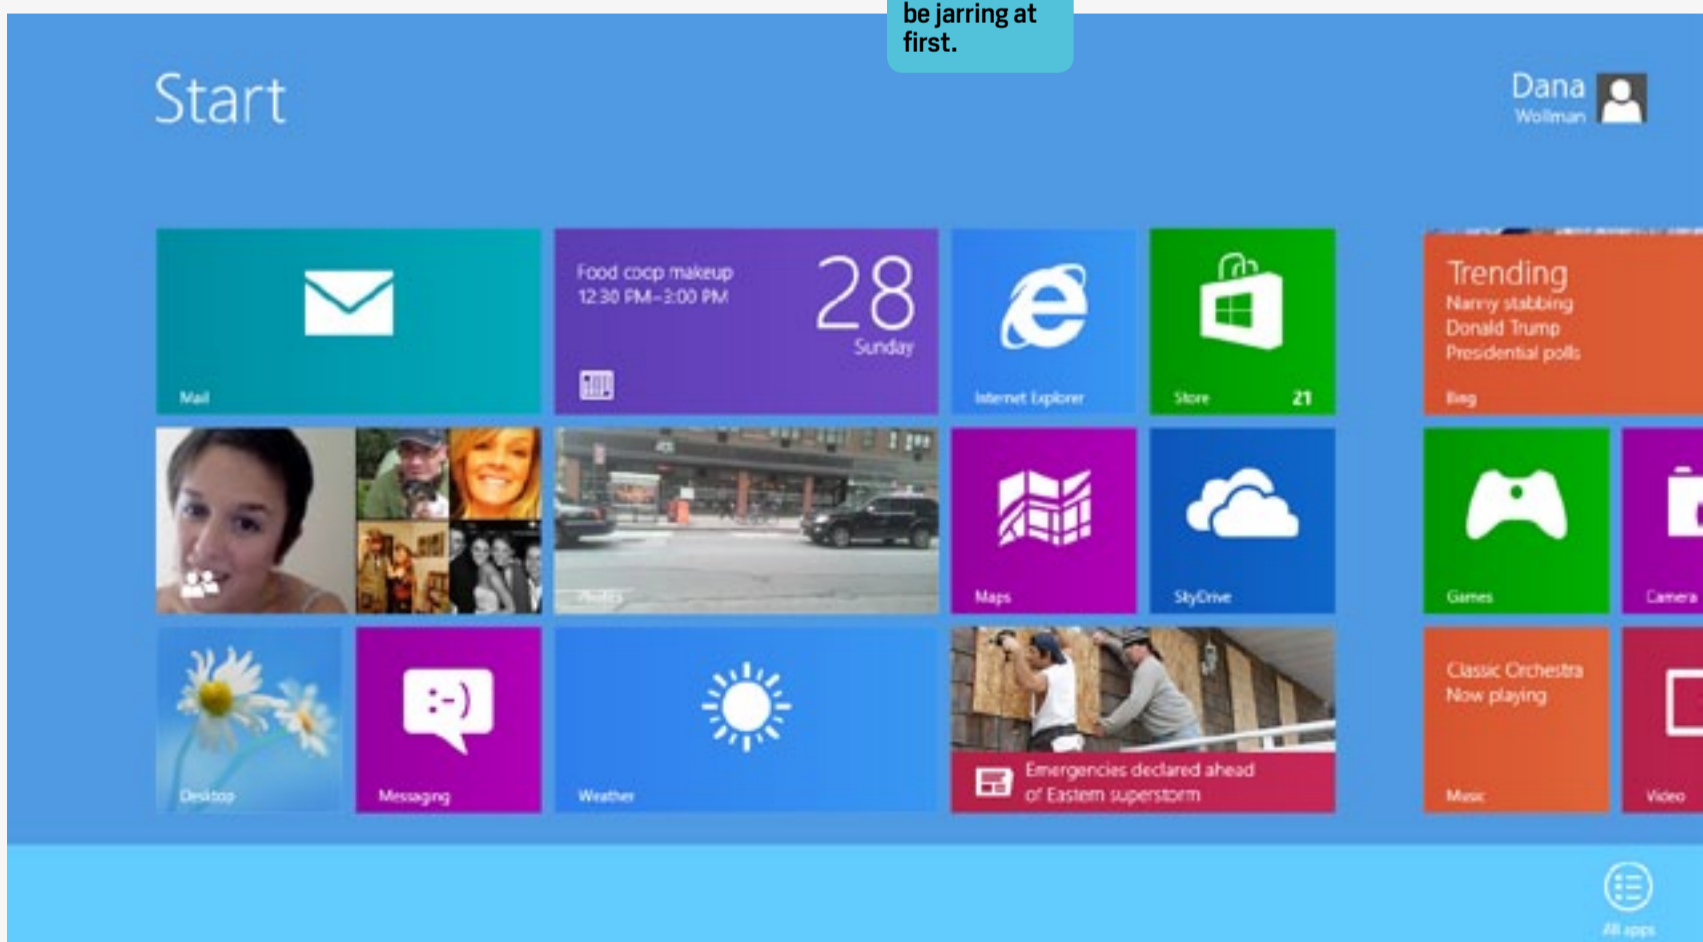 be jarring at
first.
Start
Dana
Wollman
Food coop makeup
12:30 PM–3:00 PM
28
Sunday
Mail
Internet Explorer
Store
21
Trending
Nanny stabbing
Donald Trump
Presidential polls
Bing
Photos
Maps
SkyDrive
Games
Camera
Desktop
:-)
Messaging
Weather
Emergencies declared ahead
of Eastern superstorm
Classic Orchestra
Now playing
Music
Video
All apps